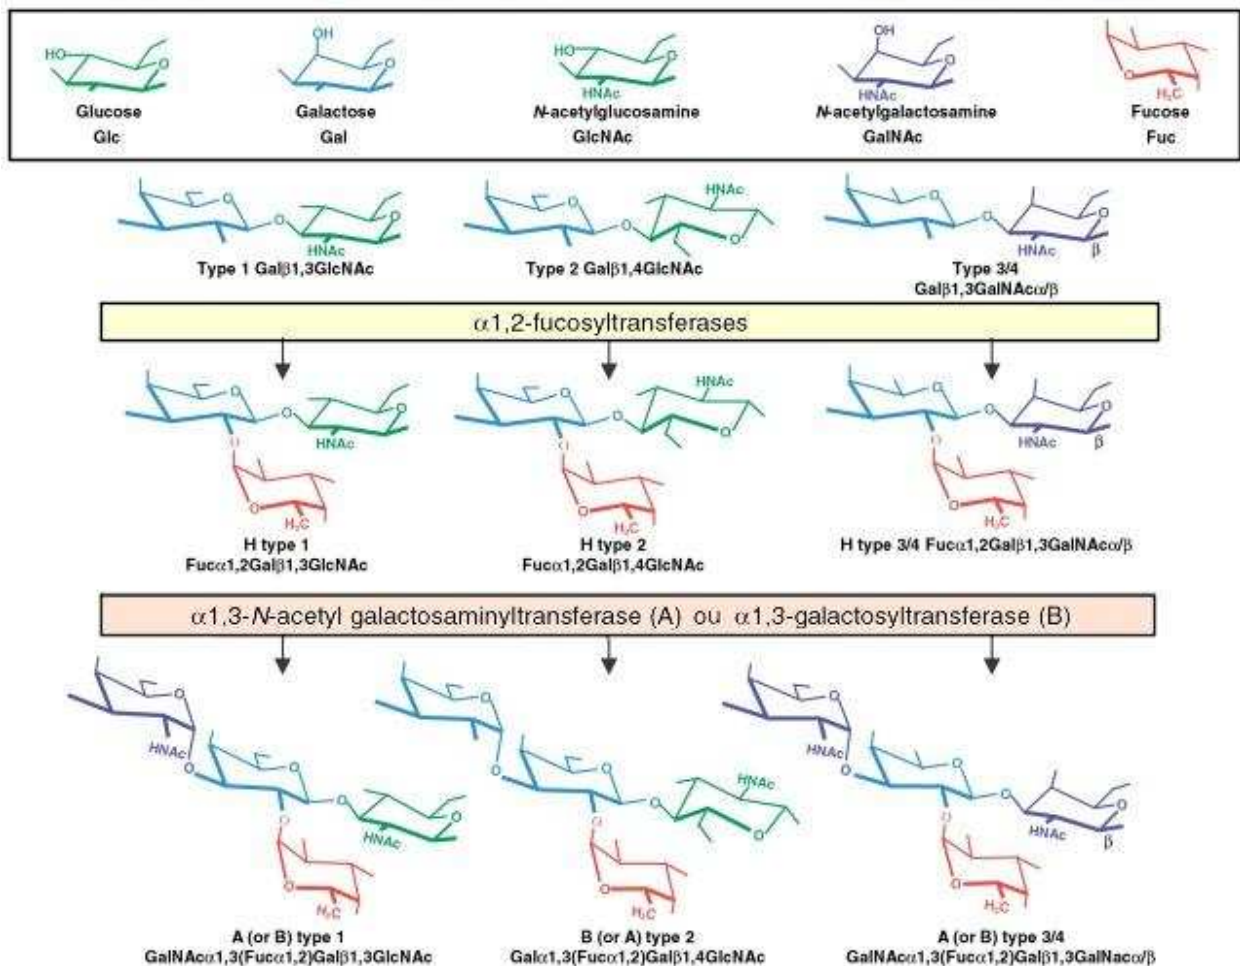 HO
O
Glucose
Glc
OH
O
Galactose
Gal
HO
O
HNAc
N-acetylglucosamine
GlcNAc
OH
O
HNAc
N-acetylgalactosamine
GalNAc
O
H₃C
Fucose
Fuc
O
O
O
HNAc
Type 1 Galβ1,3GlcNAc
O
O
HNAc
O
Type 2 Galβ1,4GlcNAc
O
O
O
HNAc
β
Type 3/4
Galβ1,3GalNAcα/β
α1,2-fucosyltransferases
O
O
O
HNAc
O
O
H₃C
H type 1
Fucα1,2Galβ1,3GlcNAc
O
O
HNAc
O
O
O
H₃C
H type 2
Fucα1,2Galβ1,4GlcNAc
O
O
O
HNAc
β
O
O
H₃C
H type 3/4 Fucα1,2Galβ1,3GalNAcα/β
α1,3-N-acetyl galactosaminyltransferase (A) ou α1,3-galactosyltransferase (B)
O
HNAc
O
O
O
O
HNAc
O
O
H₃C
A (or B) type 1
GalNAcα1,3(Fucα1,2)Galβ1,3GlcNAc
O
O
O
O
HNAc
O
O
O
H₃C
B (or A) type 2
Galα1,3(Fucα1,2)Galβ1,4GlcNAc
O
HNAc
O
O
O
O
HNAc
β
O
O
H₃C
A (or B) type 3/4
GalNAcα1,3(Fucα1,2)Galβ1,3GalNacα/β